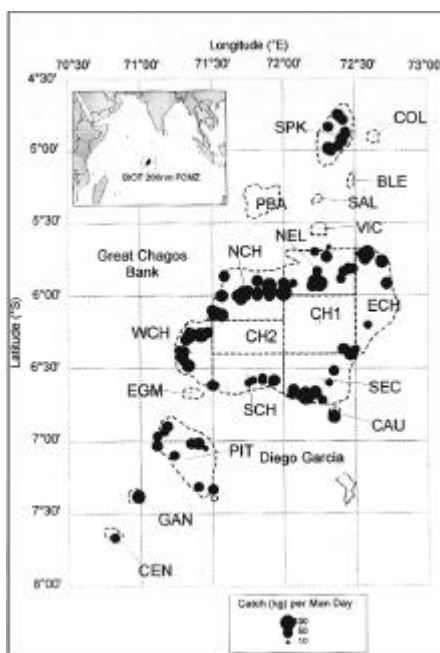 Longitude (°E)
70°30' 71°00' 71°30' 72°00' 72°30' 73°00'
4°30'
SPK
COL
5°00'
BIOT 200nm
BLE
PBA
SAL
5°30'
NEL
VIC
Great Chagos
Bank
NCH
6°00'
ECH
CH1
WCH
CH2
Latitude (°S)
6°30'
EGM
SEC
SCH
CAU
7°00'
PIT
Diego Garcia
7°30'
GAN
CEN
8°00'
Catch (kg) per Man Day
50
10